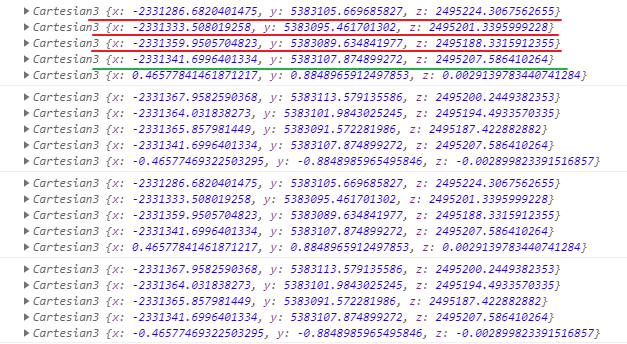 Cartesian3 {x: -2331286.6820401475, y: 5383105.669685827, z: 2495224.3067562655}
Cartesian3 {x: -2331333.508019258, y: 5383095.461701302, z: 2495201.3399999228}
Cartesian3 {x: -2331359.9505704823, y: 5383089.634841977, z: 2495188.3315912355}
Cartesian3 {x: -2331341.6996401334, y: 5383107.874899272, z: 2495207.586410264}
Cartesian3 {x: 0.46577841461871217, y: 0.8848965912497853, z: 0.0029139783440741284}
Cartesian3 {x: -2331367.9582590368, y: 5383113.579135586, z: 2495200.2449382353}
Cartesian3 {x: -2331364.031838273, y: 5383101.9843025245, z: 2495194.4933570335}
Cartesian3 {x: -2331365.857981449, y: 5383091.572281986, z: 2495187.422882882}
Cartesian3 {x: -2331341.6996401334, y: 5383107.874899272, z: 2495207.586410264}
Cartesian3 {x: -0.46577469322503295, y: -0.8848985965495846, z: -0.002899823391516857}
Cartesian3 {x: -2331286.6820401475, y: 5383105.669685827, z: 2495224.3067562655}
Cartesian3 {x: -2331333.508019258, y: 5383095.461701302, z: 2495201.3399999228}
Cartesian3 {x: -2331359.9505704823, y: 5383089.634841977, z: 2495188.3315912355}
Cartesian3 {x: -2331341.6996401334, y: 5383107.874899272, z: 2495207.586410264}
Cartesian3 {x: 0.46577841461871217, y: 0.8848965912497853, z: 0.0029139783440741284}
Cartesian3 {x: -2331367.9582590368, y: 5383113.579135586, z: 2495200.2449382353}
Cartesian3 {x: -2331364.031838273, y: 5383101.9843025245, z: 2495194.4933570335}
Cartesian3 {x: -2331365.857981449, y: 5383091.572281986, z: 2495187.422882882}
Cartesian3 {x: -2331341.6996401334, y: 5383107.874899272, z: 2495207.586410264}
Cartesian3 {x: -0.46577469322503295, y: -0.8848985965495846, z: -0.002899823391516857}